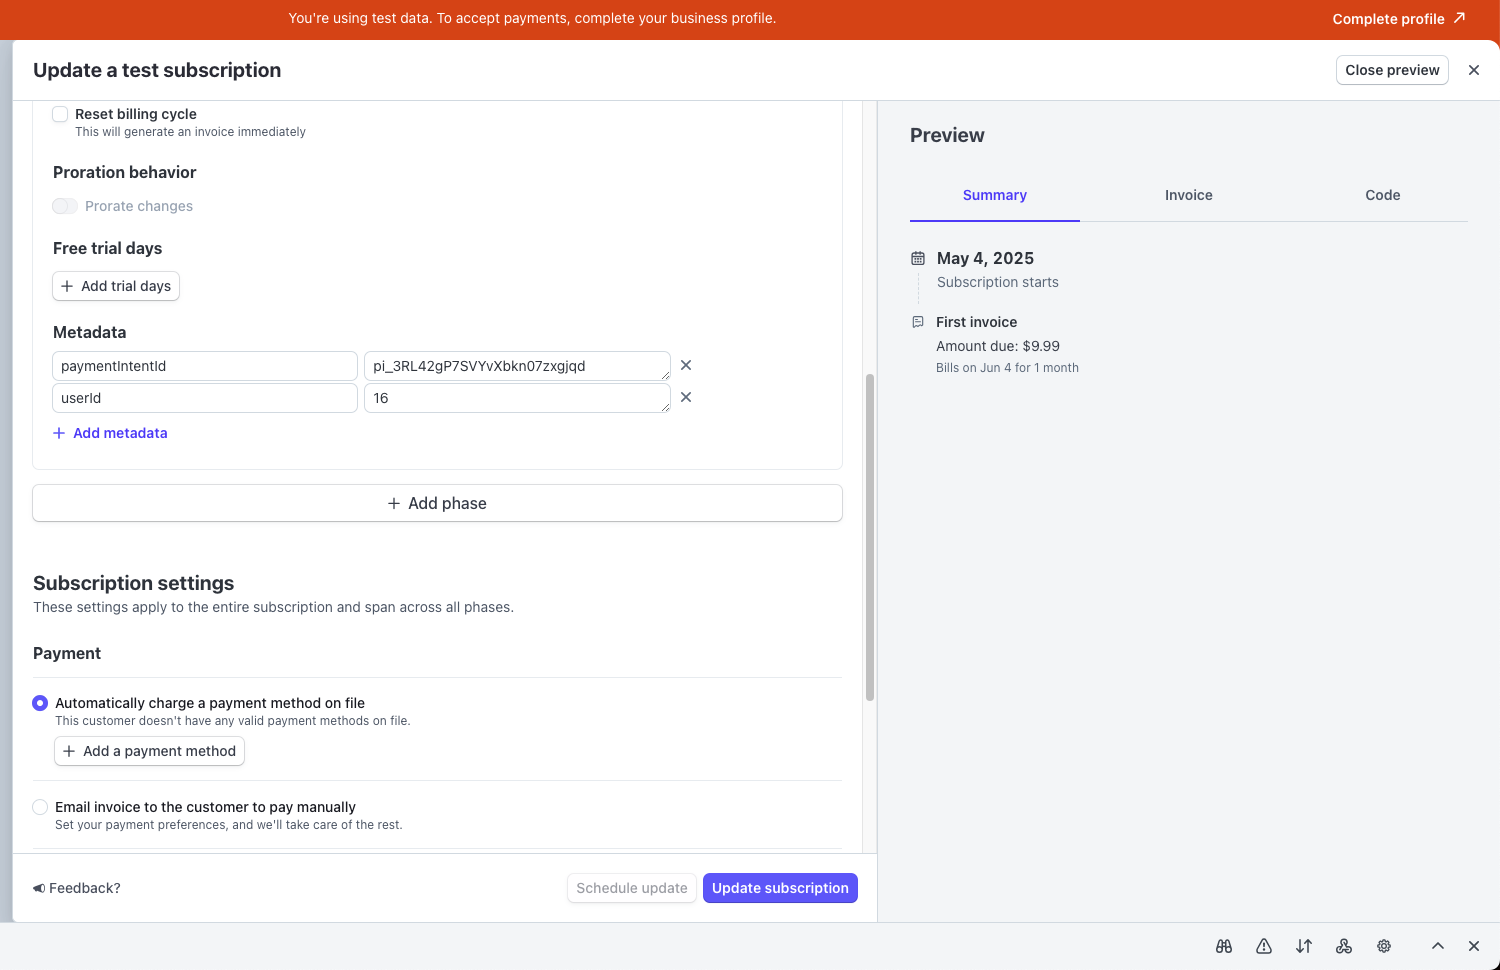 You're using test data. To accept payments, complete your business profile.
Complete profile
Update a test subscription
Close preview
Reset billing cycle
This will generate an invoice immediately
Proration behavior
Prorate changes
Free trial days
Add trial days
Metadata
paymentIntentId
pi_3RL42gP7SVYvXbkn07zxgjqd
userId
16
Add metadata
Add phase
Subscription settings
These settings apply to the entire subscription and span across all phases.
Payment
Automatically charge a payment method on file
This customer doesn't have any valid payment methods on file.
Add a payment method
Email invoice to the customer to pay manually
Set your payment preferences, and we'll take care of the rest.
Feedback?
Schedule update
Update subscription
Preview
Summary
Invoice
Code
May 4, 2025
Subscription starts
First invoice
Amount due: $9.99
Bills on Jun 4 for 1 month